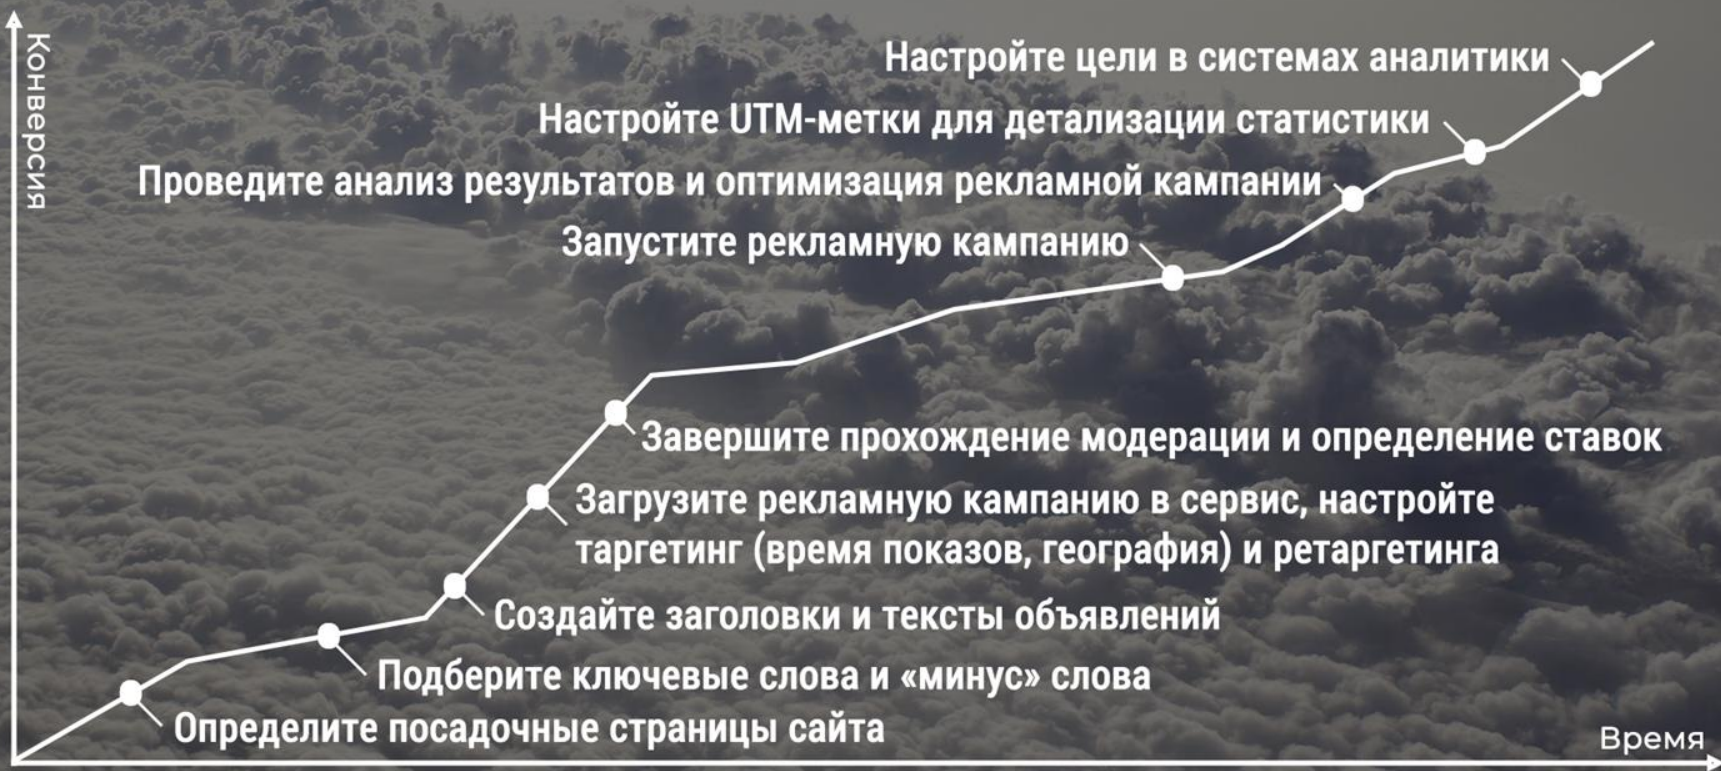 Конверсия
Настройте цели в системах аналитики
Настройте UTM-метки для детализации статистики
Проведите анализ результатов и оптимизация рекламной кампании
Запустите рекламную кампанию
Завершите прохождение модерации и определение ставок
Загрузите рекламную кампанию в сервис, настройте
таргетинг (время показов, география) и ретаргетинга
Создайте заголовки и тексты объявлений
Подберите ключевые слова и «минус» слова
Определите посадочные страницы сайта
Время